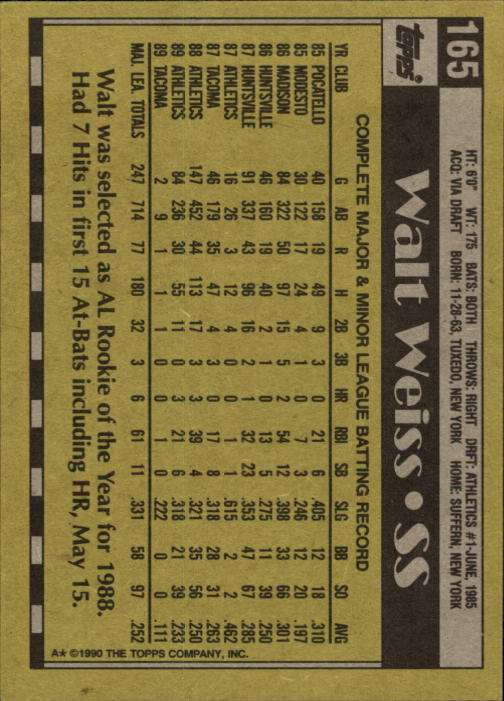 165
topps
HT: 6'0" WT: 175 BATS: BOTH THROWS: RIGHT DRFT: ATHLETICS #1-JUNE, 1985
ACQ: VIA DRAFT BORN: 11-28-63, TUXEDO, NEW YORK HOME: SUFFERN, NEW YORK
Walt Weiss • SS
COMPLETE MAJOR & MINOR LEAGUE BATTING RECORD
YR CLUB G AB R H 2B 3B HR RBI SB SLG BB SO AVG
85 POCATELLO 40 158 19 49 9 3 0 21 6 .405 12 18 .310
85 MODESTO 30 122 17 24 4 1 0 7 3 .246 12 20 .197
86 MADISON 84 322 50 97 15 5 2 54 12 .398 33 66 .301
86 HUNTSVILLE 46 160 19 40 2 1 0 13 5 .275 11 39 .250
87 HUNTSVILLE 91 337 43 96 16 2 1 32 23 .353 47 67 .285
87 ATHLETICS 16 26 3 12 4 0 0 1 1 .615 2 2 .462
87 TACOMA 46 179 35 47 4 3 0 17 8 .318 28 31 .263
88 ATHLETICS 147 452 44 113 17 3 3 39 4 .321 35 56 .250
89 ATHLETICS 84 236 30 55 11 0 3 21 6 .318 21 39 .233
89 TACOMA 2 9 1 1 1 0 0 1 0 .222 0 0 .111
MAJ. LEA. TOTALS 247 714 77 180 32 3 6 61 11 .331 58 97 .252
Walt was selected as AL Rookie of the Year for 1988.
Had 7 Hits in first 15 At-Bats including HR, May 15.
A★ ©1990 THE TOPPS COMPANY, INC.